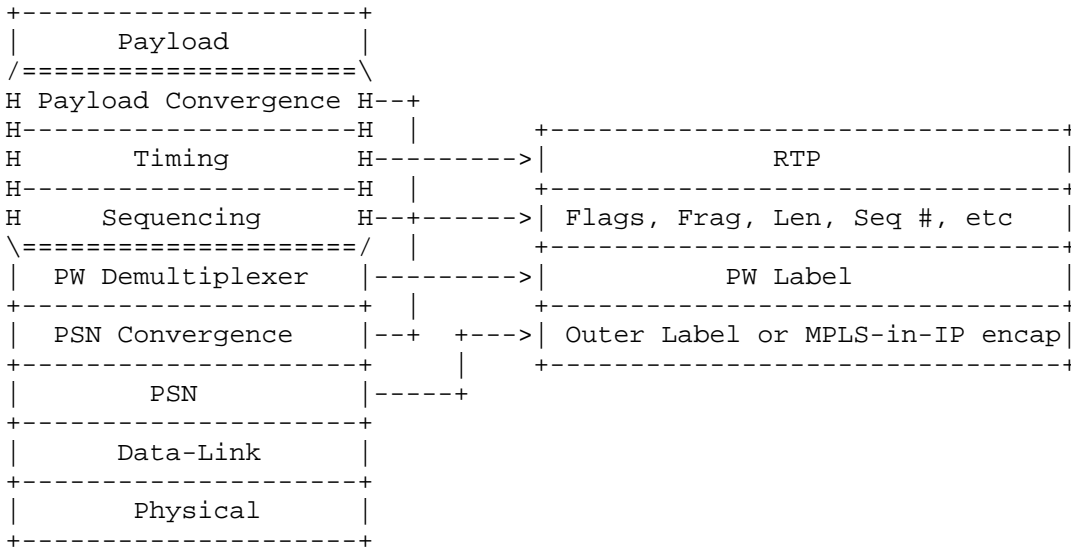 Payload
Payload Convergence
Timing
RTP
Sequencing
Flags, Frag, Len, Seq #, etc
PW Demultiplexer
PW Label
PSN Convergence
Outer Label or MPLS-in-IP encap
PSN
Data-Link
Physical